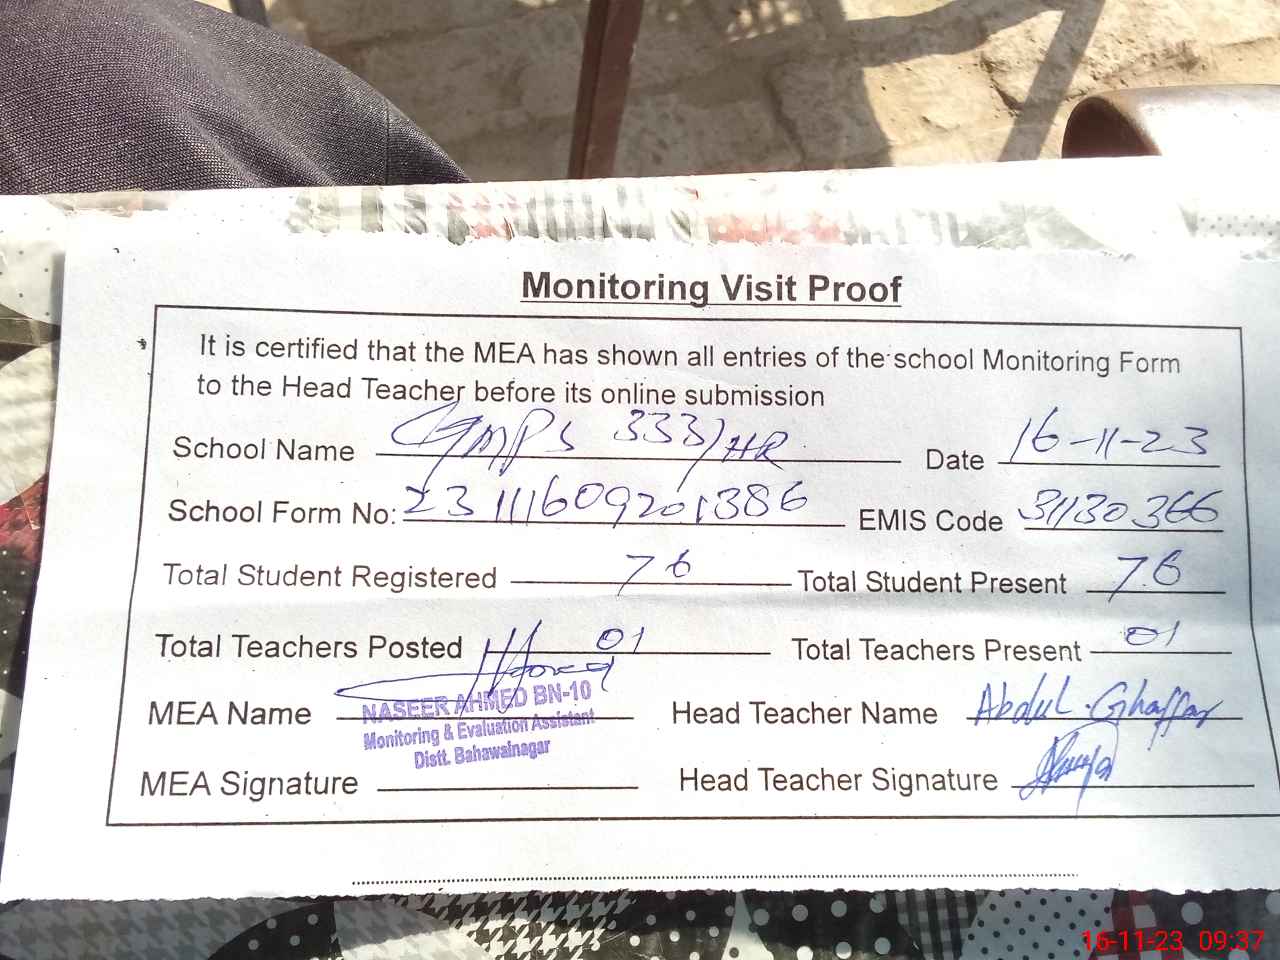 Monitoring Visit Proof
It is certified that the MEA has shown all entries of the school Monitoring Form
to the Head Teacher before its online submission
School Name GMPS 333/HR Date 16-11-23
School Form No: 23111609201386 EMIS Code 31130366
Total Student Registered 76 Total Student Present 76
Total Teachers Posted 01 Total Teachers Present 01
MEA Name NASEER AHMED BN-10 Head Teacher Name Abdul Ghaffar
Monitoring & Evaluation Assistant
Distt. Bahawalnagar
MEA Signature Head Teacher Signature
16-11-23 09:37